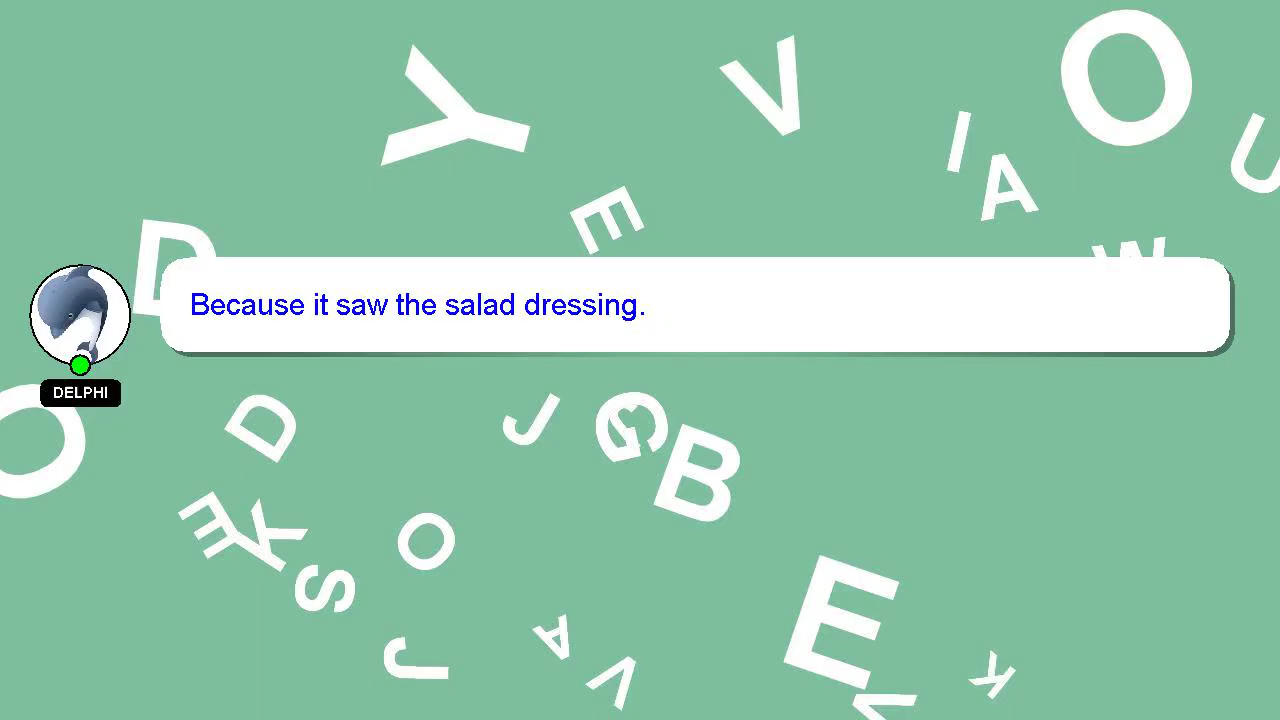 Y
V
O
I
A
U
E
D
W
Because it saw the salad dressing.
DELPHI
O
D
J
G
B
E
K
O
S
E
J
A
V
K
V